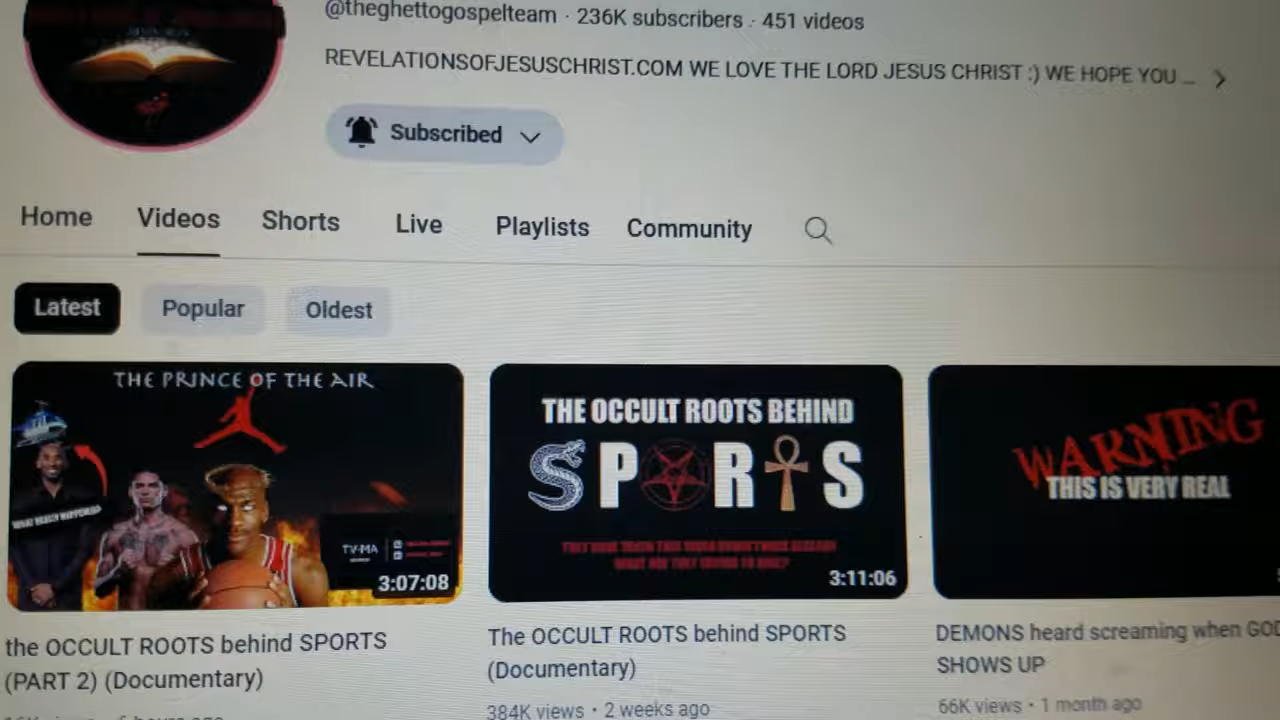 @theghettogospelteam · 236K subscribers · 451 videos
REVELATIONSOFJESUSCHRIST.COM WE LOVE THE LORD JESUS CHRIST :) WE HOPE YOU ...
Subscribed
Home Videos Shorts Live Playlists Community
Latest Popular Oldest
THE PRINCE OF THE AIR
WHAT REALLY HAPPENED
TV-MA
3:07:08
THE OCCULT ROOTS BEHIND
SPORTS
3:11:06
WARNING
THIS IS VERY REAL
the OCCULT ROOTS behind SPORTS
(PART 2) (Documentary)
The OCCULT ROOTS behind SPORTS
(Documentary)
384K views · 2 weeks ago
DEMONS heard screaming when GOD
SHOWS UP
66K views · 1 month ago